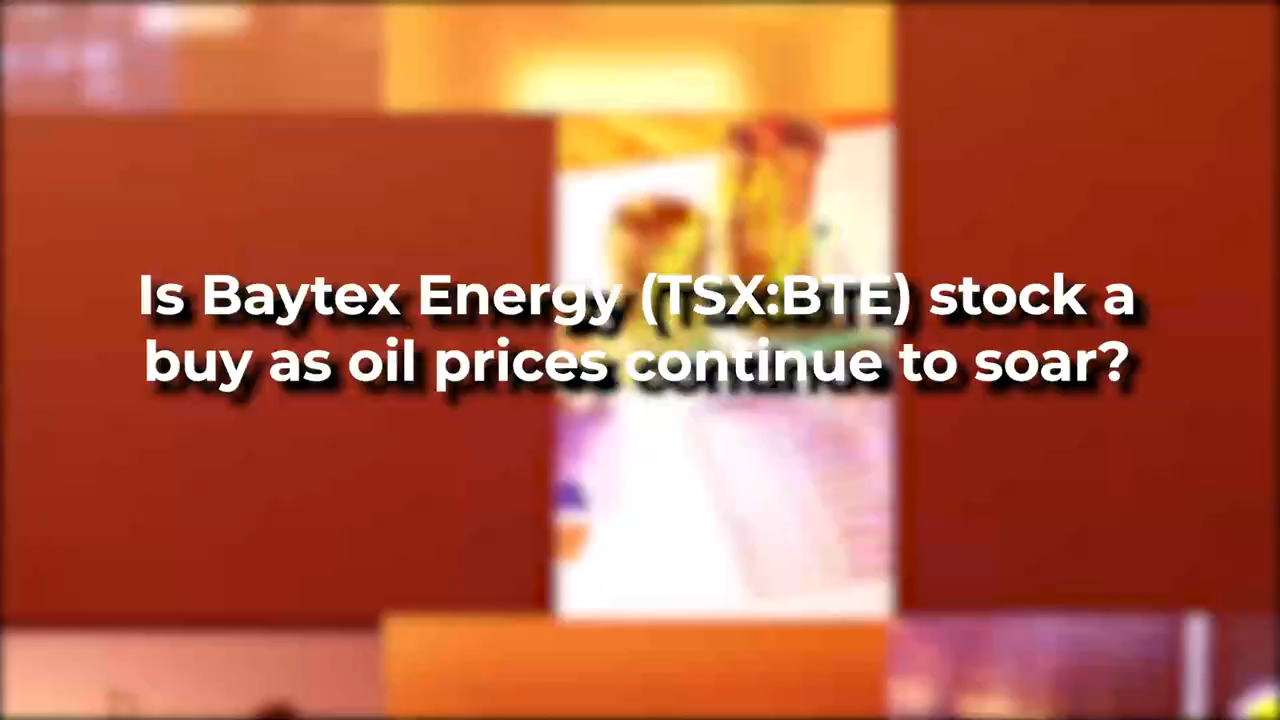 Is Baytex Energy (TSX:BTE) stock a
buy as oil prices continue to soar?